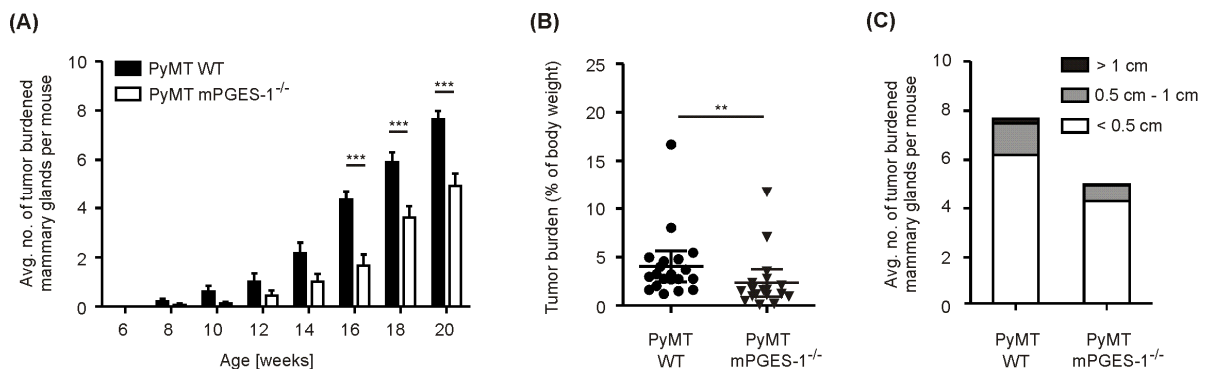 (A)
Avg. no. of tumor burdened
mammary glands per mouse
10
8
6
4
2
0
PyMT WT
PyMT mPGES-1-/-
***
***
***
6 8 10 12 14 16 18 20
Age [weeks]
(B)
Tumor burden (% of body weight)
25
20
15
10
5
0
**
PyMT
WT
PyMT
mPGES-1-/-
(C)
Avg. no. of tumor burdened
mammary glands per mouse
10
8
6
4
2
0
> 1 cm
0.5 cm - 1 cm
< 0.5 cm
PyMT
WT
PyMT
mPGES-1-/-